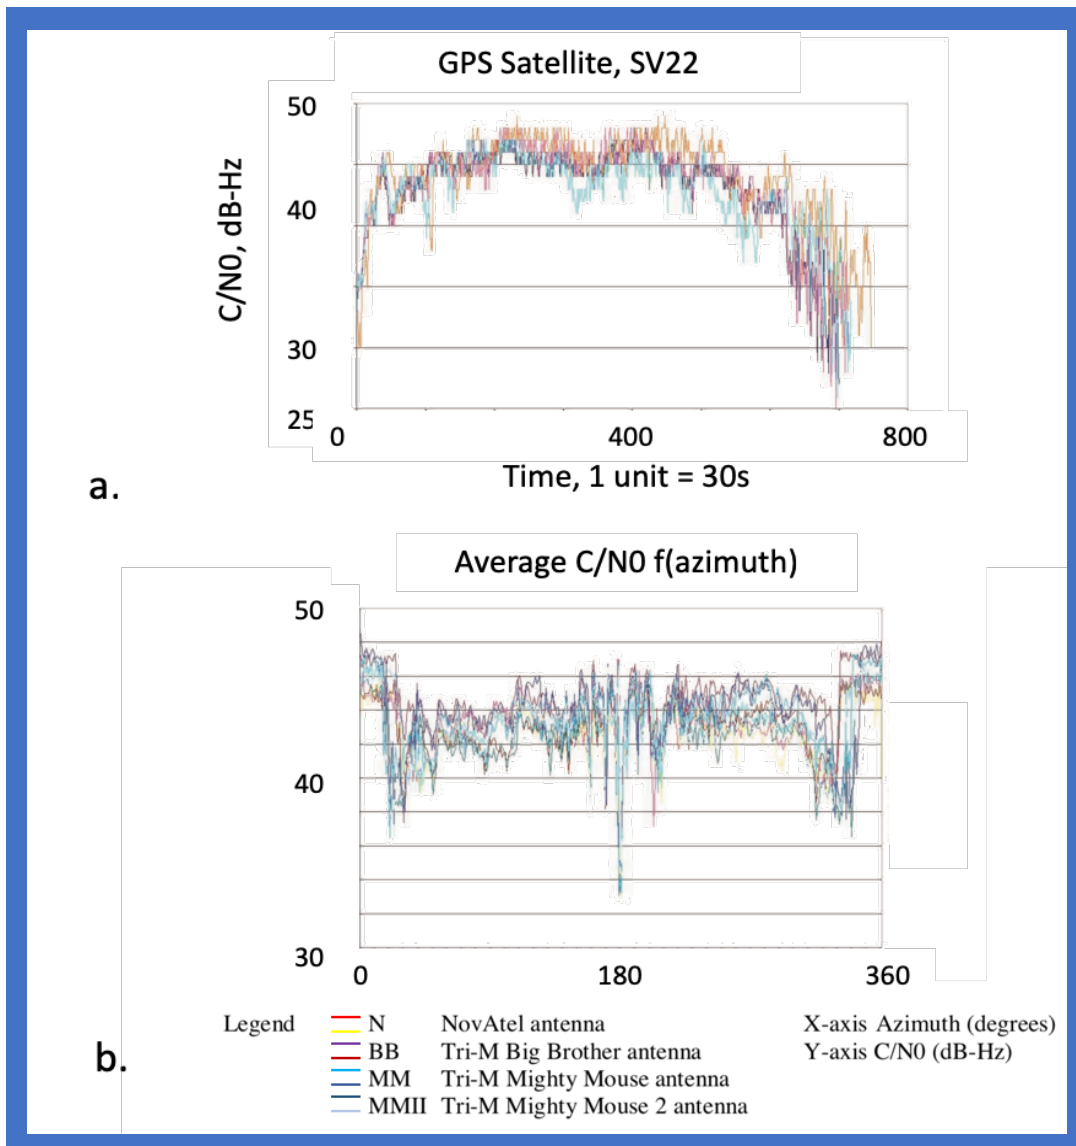 GPS Satellite, SV22
50
40
30
25
C/N0, dB-Hz
0 400 800
Time, 1 unit = 30s
a.
Average C/N0 f(azimuth)
50
40
30
0 180 360
Legend N NovAtel antenna X-axis Azimuth (degrees)
BB Tri-M Big Brother antenna Y-axis C/N0 (dB-Hz)
b.
MM Tri-M Mighty Mouse antenna
MMII Tri-M Mighty Mouse 2 antenna